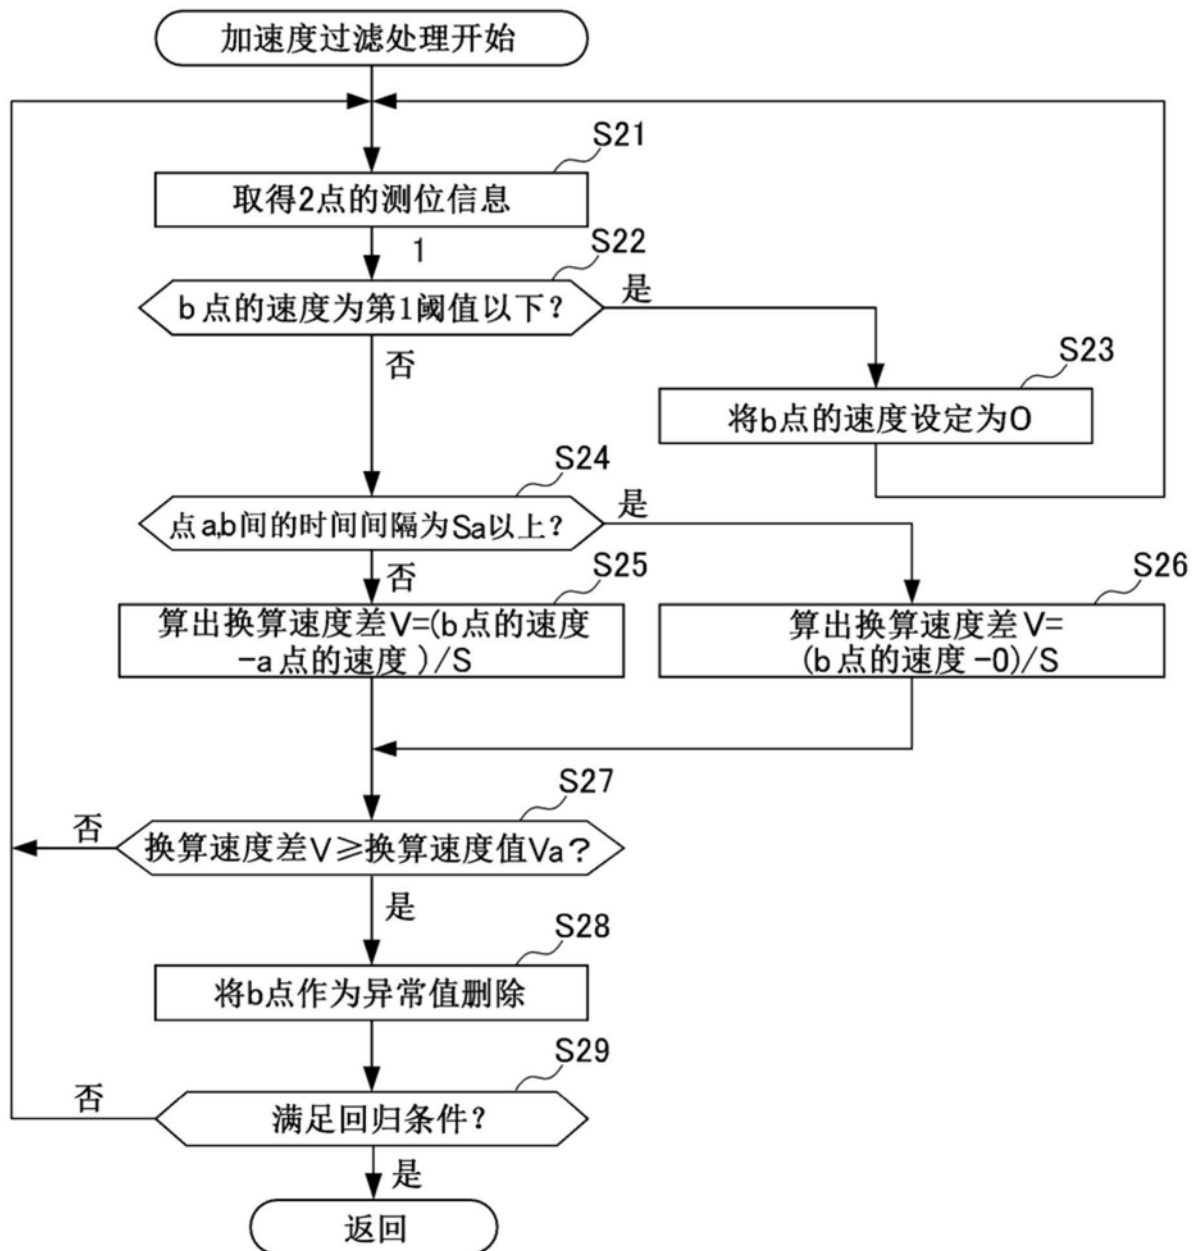 加速度过滤处理开始
S21
取得2点的测位信息
1
S22
b点的速度为第1阈值以下?
是
否
S23
将b点的速度设定为0
S24
点a,b间的时间间隔为Sa以上?
是
否
S25
算出换算速度差V=(b点的速度
-a点的速度)/S
S26
算出换算速度差V=
(b点的速度-0)/S
S27
换算速度差V≥换算速度值Va?
否
是
S28
将b点作为异常值删除
S29
满足回归条件?
否
是
返回